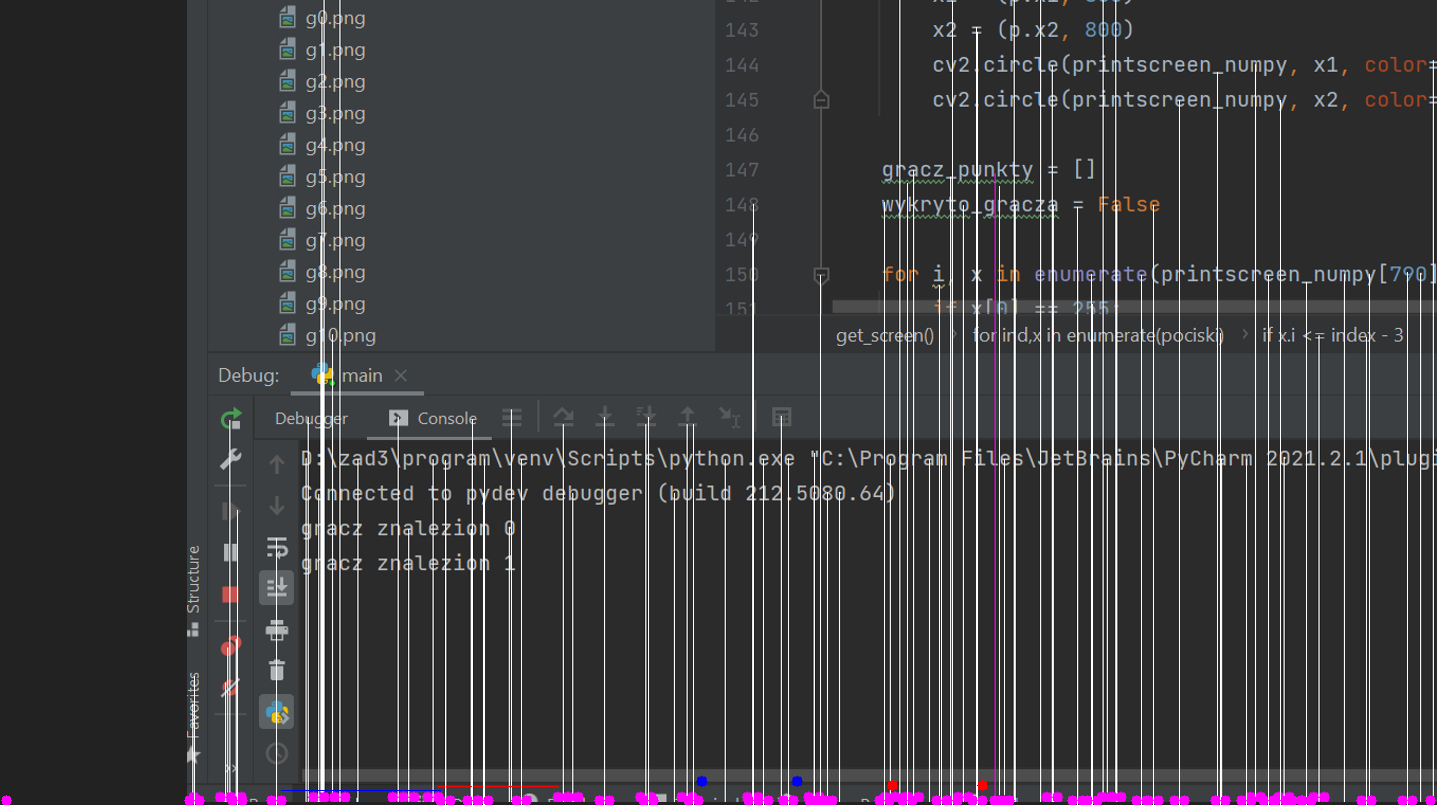 g0.png
g1.png
g2.png
g3.png
g4.png
g5.png
g6.png
g7.png
g8.png
g9.png
g10.png
143 x2 = (p.x2, 800)
144 cv2.circle(printscreen_numpy, x1, color=
145 cv2.circle(printscreen_numpy, x2, color=
146
147 gracz_punkty = []
148 wykryto_gracza = False
149
150 for i, x in enumerate(printscreen_numpy[790]
151 if x[0] == 255:
get_screen() for ind,x in enumerate(pociski) if x.i <= index - 3
Debug: main
Debugger Console
D:\zad3\program\venv\Scripts\python.exe "C:\Program Files\JetBrains\PyCharm 2021.2.1\plugi
Connected to pydev debugger (build 212.5080.64)
gracz znalezion 0
gracz znalezion 1
Structure
Favorites